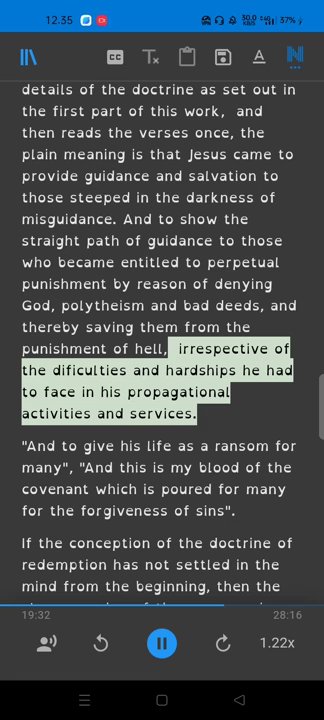 12.35
30.0
37%
CC
T×
A
N
details of the doctrine as set out in
the first part of this work, and
then reads the verses once, the
plain meaning is that Jesus came to
provide guidance and salvation to
those steeped in the darkness of
misguidance. And to show the
straight path of guidance to those
who became entitled to perpetual
punishment by reason of denying
God, polytheism and bad deeds, and
thereby saving them from the
punishment of hell, irrespective of
the dificulties and hardships he had
to face in his propagational
activities and services.
"And to give his life as a ransom for
many", "And this is my blood of the
covenant which is poured for many
for the forgiveness of sins".
If the conception of the doctrine of
redemption has not settled in the
mind from the beginning, then the
19:32
28:16
1.22x